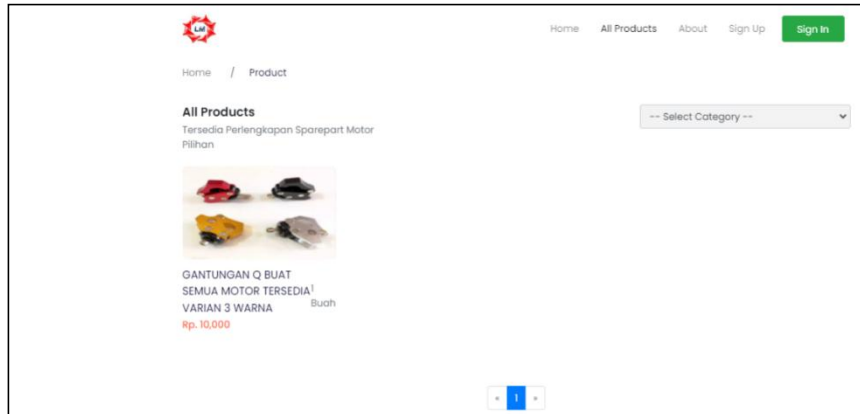 LM
Home All Products About Sign Up Sign In
Home / Product
All Products
-- Select Category --
Tersedia Perlengkapan Sparepart Motor
Pilihan
GANTUNGAN Q BUAT
SEMUA MOTOR TERSEDIA 1
VARIAN 3 WARNA Buah
Rp. 10,000
« 1 »